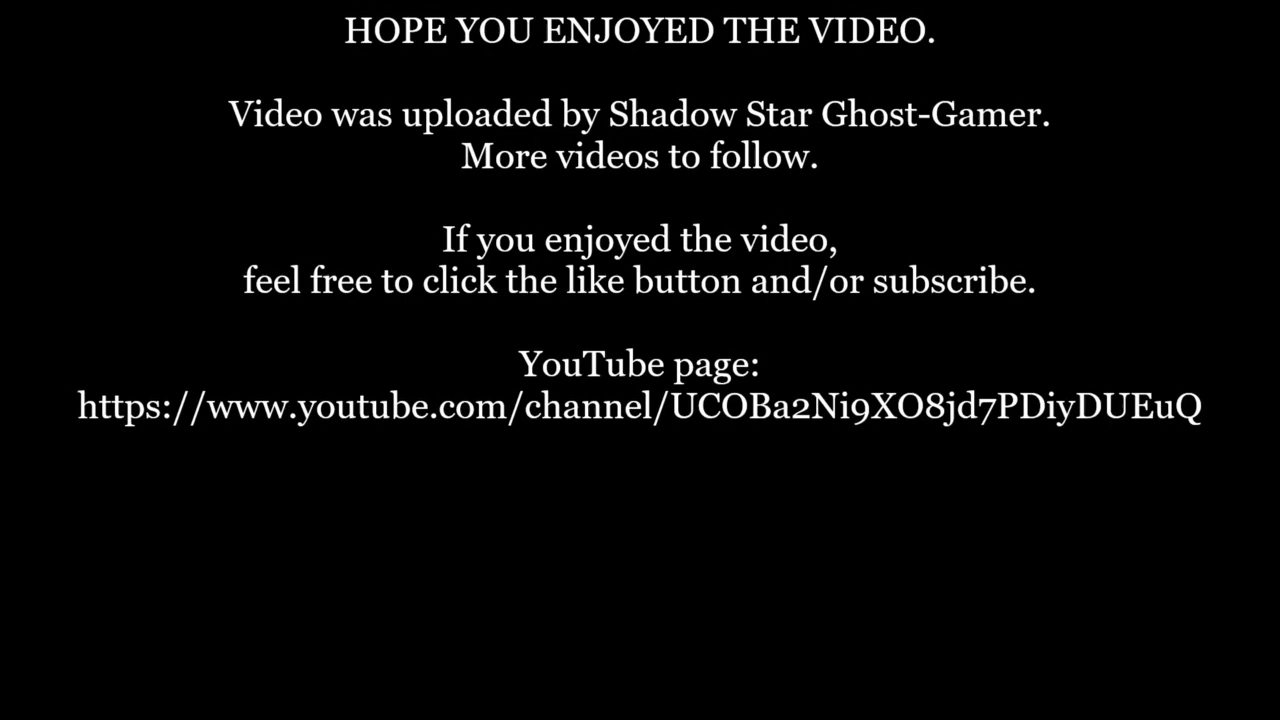 HOPE YOU ENJOYED THE VIDEO.
Video was uploaded by Shadow Star Ghost-Gamer.
More videos to follow.
If you enjoyed the video,
feel free to click the like button and/or subscribe.
YouTube page:
https://www.youtube.com/channel/UCOBa2Ni9XO8jd7PDiyDUEuQ